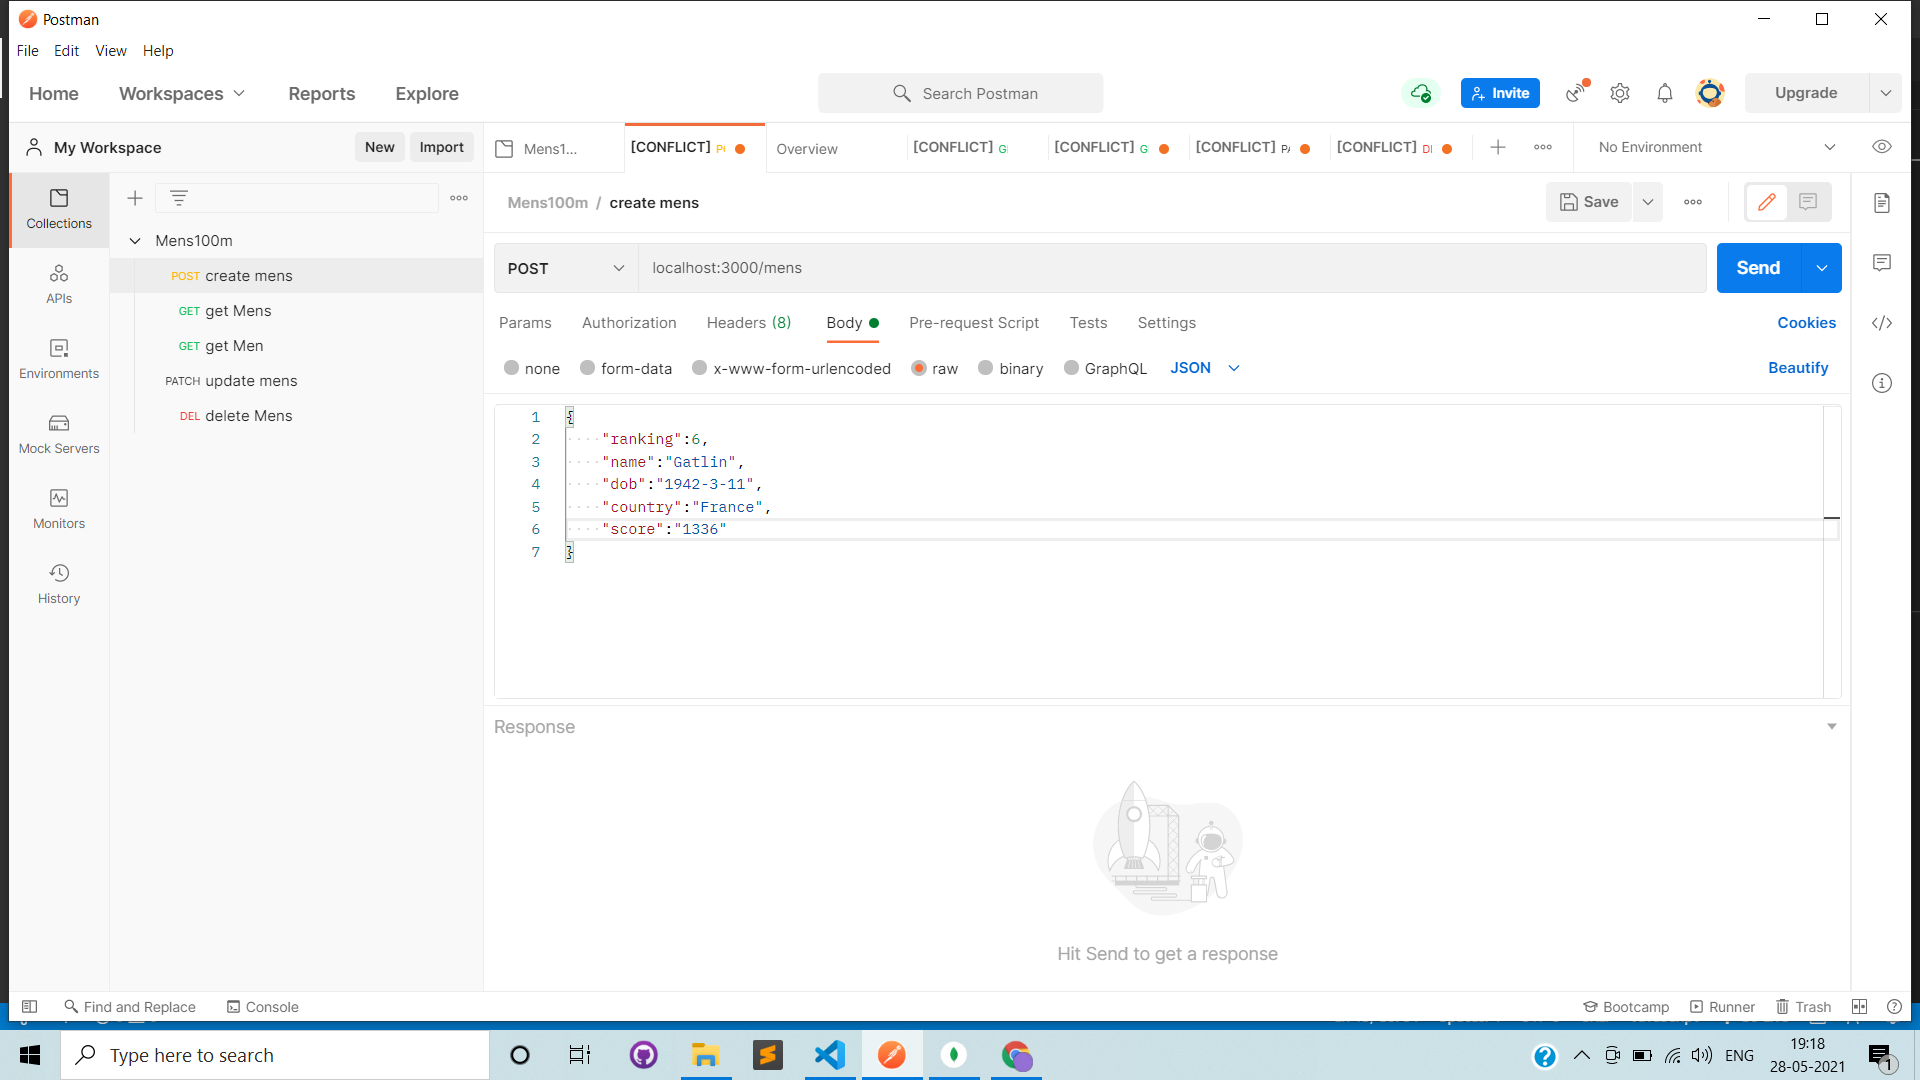 Postman
File Edit View Help
Home Workspaces Reports Explore
Search Postman
Invite
Upgrade
My Workspace
New
Import
Mens1...
[CONFLICT]
Overview
[CONFLICT]
[CONFLICT] G
[CONFLICT]
[CONFLICT]
No Environment
Collections
APIs
Environments
Mock Servers
Monitors
History
Mens100m
POST create mens
GET get Mens
GET get Men
PATCH update mens
DEL delete Mens
Mens100m / create mens
Save
POST
localhost:3000/mens
Send
Params Authorization Headers (8) Body Pre-request Script Tests Settings
Cookies
none form-data x-www-form-urlencoded raw binary GraphQL JSON
Beautify
1 {
2 "ranking":6,
3 "name":"Gatlin",
4 "dob":"1942-3-11",
5 "country":"France",
6 "score":"1336"
7 }
Response
Hit Send to get a response
Find and Replace
Console
Bootcamp
Runner
Trash
Type here to search
ENG
19:18
28-05-2021
1